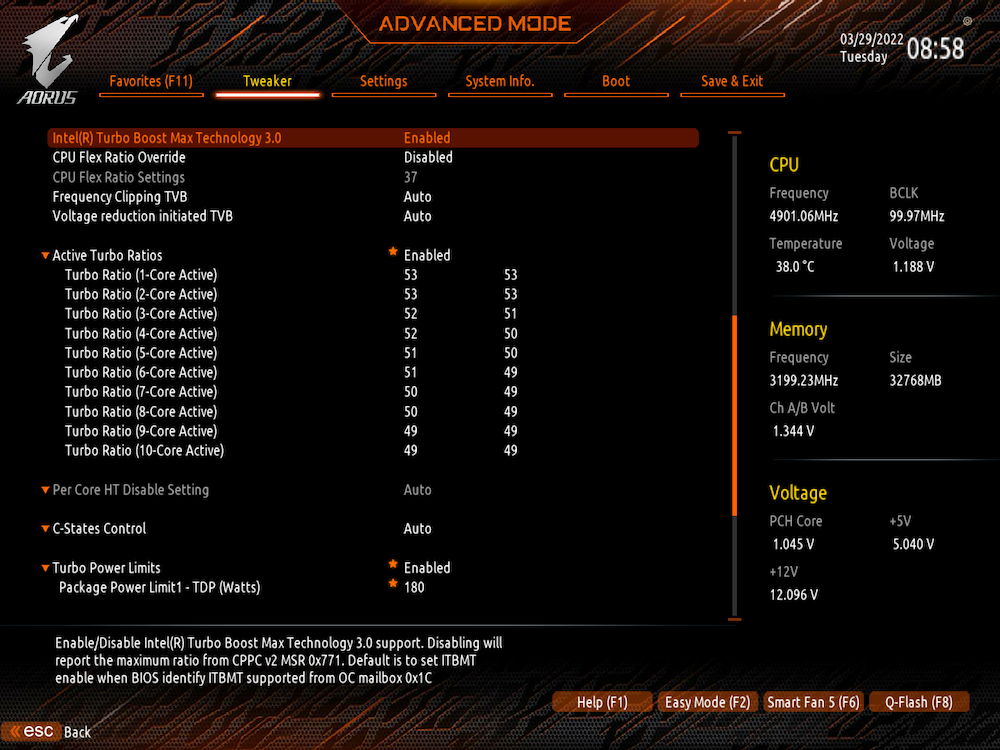 ADVANCED MODE
AORUS
03/29/2022
Tuesday
08:58
Favorites (F11) Tweaker Settings System Info. Boot Save & Exit
Intel(R) Turbo Boost Max Technology 3.0 Enabled
CPU Flex Ratio Override Disabled
CPU Flex Ratio Settings 37
Frequency Clipping TVB Auto
Voltage reduction initiated TVB Auto
Active Turbo Ratios Enabled
Turbo Ratio (1-Core Active) 53 53
Turbo Ratio (2-Core Active) 53 53
Turbo Ratio (3-Core Active) 52 51
Turbo Ratio (4-Core Active) 52 50
Turbo Ratio (5-Core Active) 51 50
Turbo Ratio (6-Core Active) 51 49
Turbo Ratio (7-Core Active) 50 49
Turbo Ratio (8-Core Active) 50 49
Turbo Ratio (9-Core Active) 49 49
Turbo Ratio (10-Core Active) 49 49
Per Core HT Disable Setting Auto
C-States Control Auto
Turbo Power Limits Enabled
Package Power Limit1 - TDP (Watts) 180
CPU
Frequency BCLK
4901.06MHz 99.97MHz
Temperature Voltage
38.0 °C 1.188 V
Memory
Frequency Size
3199.23MHz 32768MB
Ch A/B Volt
1.344 V
Voltage
PCH Core +5V
1.045 V 5.040 V
+12V
12.096 V
Enable/Disable Intel(R) Turbo Boost Max Technology 3.0 support. Disabling will
report the maximum ratio from CPPC v2 MSR 0x771. Default is to set ITBMT
enable when BIOS identify ITBMT supported from OC mailbox 0x1C
Help (F1) Easy Mode (F2) Smart Fan 5 (F6) Q-Flash (F8)
esc Back